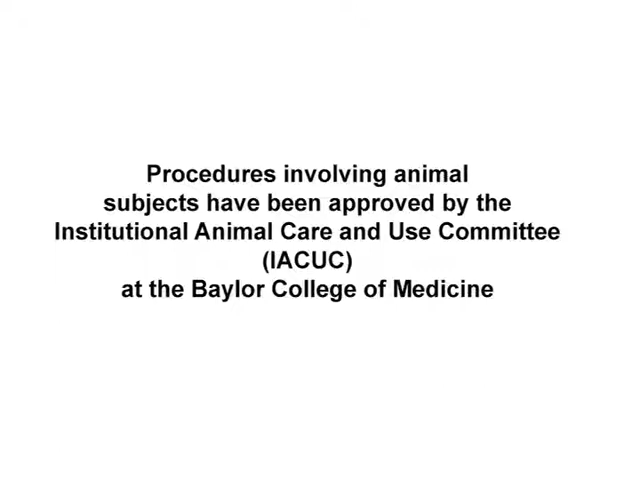 Procedures involving animal
subjects have been approved by the
Institutional Animal Care and Use Committee
(IACUC)
at the Baylor College of Medicine